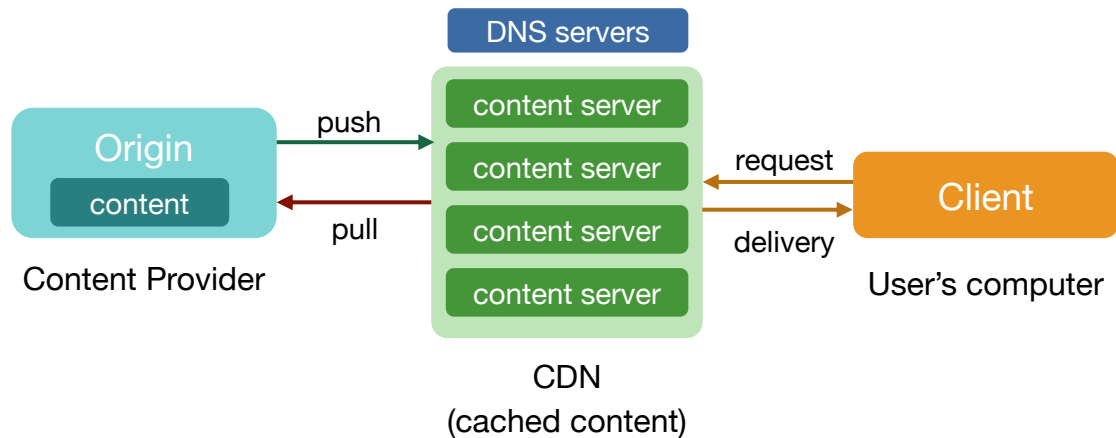 DNS servers
Origin
content
Content Provider
push
pull
content server
content server
content server
content server
CDN
(cached content)
request
delivery
Client
User’s computer